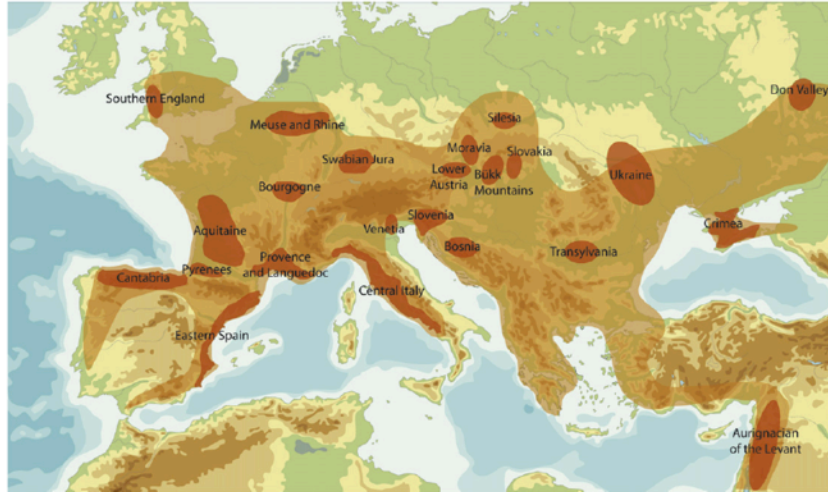 Don Valley
Southern England
Silesia
Meuse and Rhine
Moravia
Slovakia
Swabian Jura
Lower
Austria
Bükk
Mountains
Ukraine
Bourgogne
Slovenia
Crimea
Aquitaine
Venetia
Bosnia
Transylvania
Provence
and Languedoc
Pyrenees
Cantabria
Central Italy
Eastern Spain
Aurignacian
of the Levant